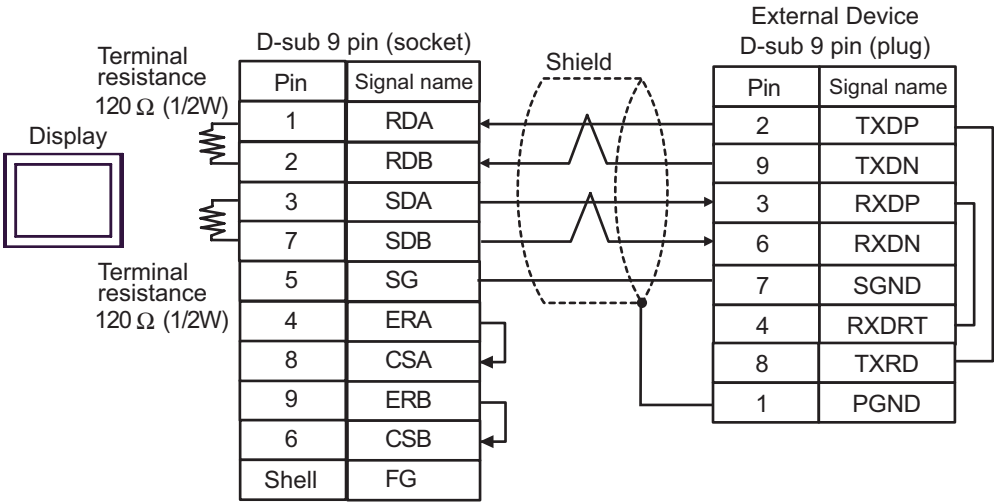 External Device
D-sub 9 pin (socket)
D-sub 9 pin (plug)
Terminal
resistance
120 Ω (1/2W)
Shield
Display
Pin Signal name
1 RDA
2 RDB
3 SDA
7 SDB
5 SG
4 ERA
8 CSA
9 ERB
6 CSB
Shell FG
Terminal
resistance
120 Ω (1/2W)
Pin Signal name
2 TXDP
9 TXDN
3 RXDP
6 RXDN
7 SGND
4 RXDRT
8 TXRD
1 PGND